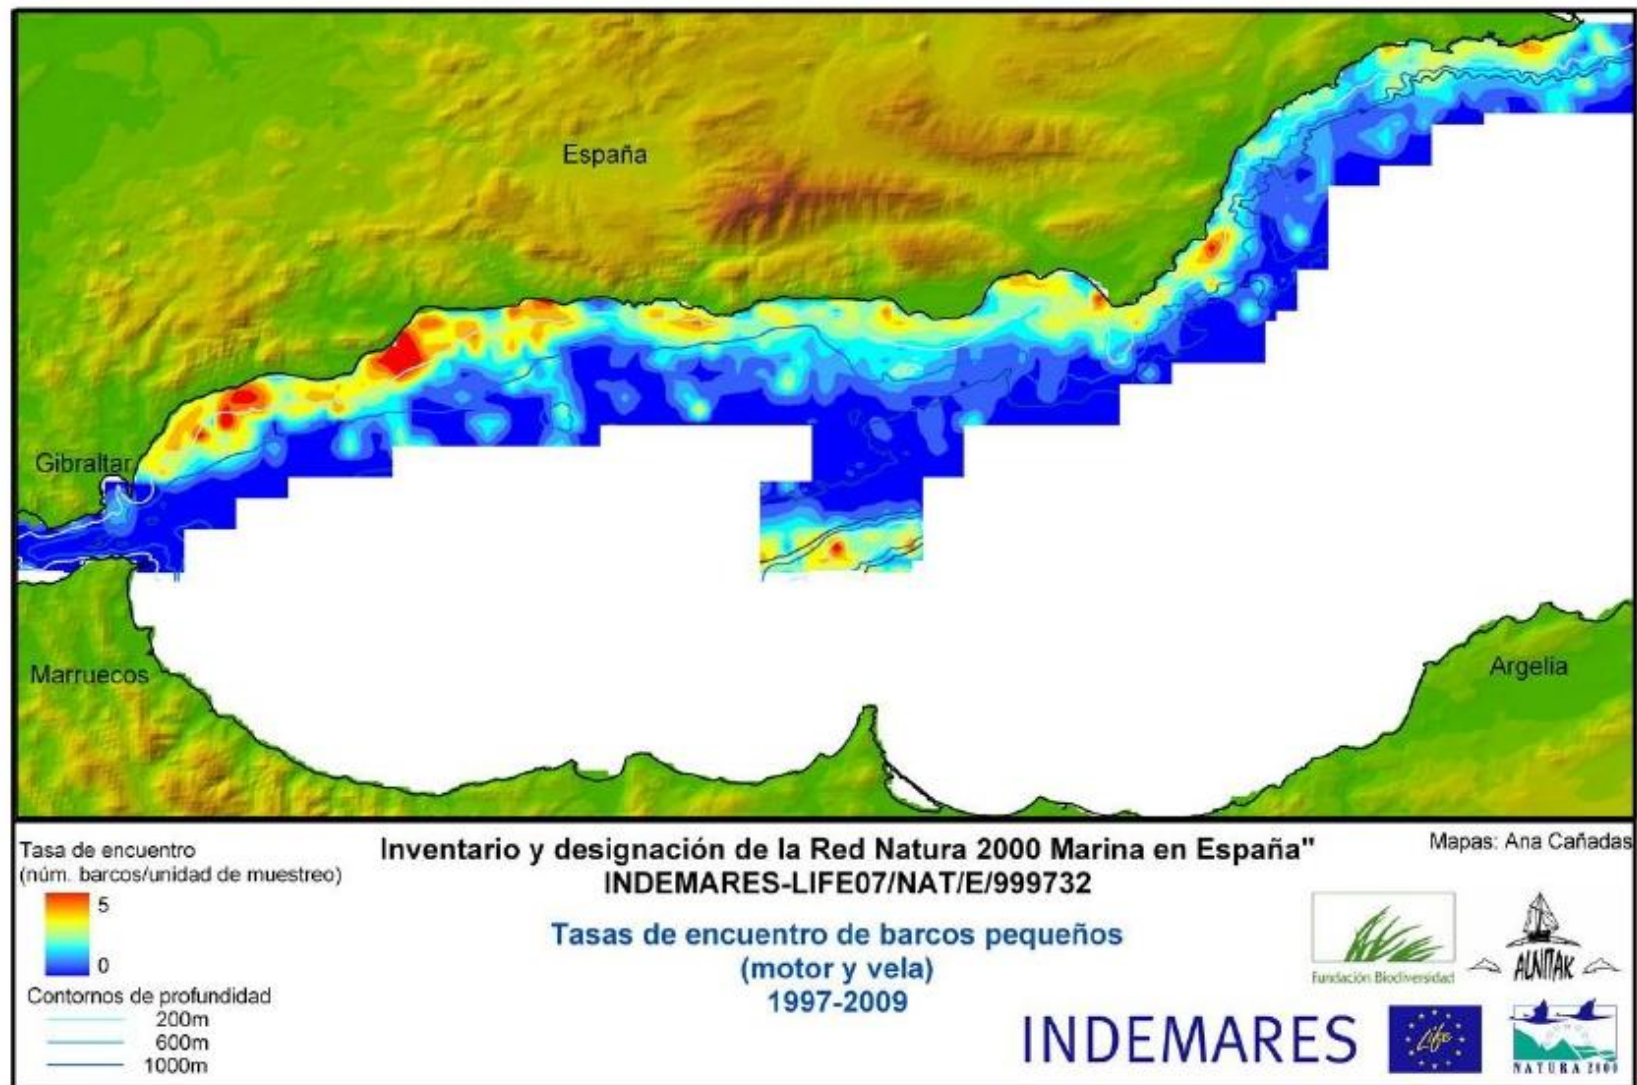 España
Gibraltar
Marruecos
Argelia
Tasa de encuentro
(núm. barcos/unidad de muestreo)
5
0
Contornos de profundidad
200m
600m
1000m
Inventario y designación de la Red Natura 2000 Marina en España"
INDEMARES-LIFE07/NAT/E/999732
Tasas de encuentro de barcos pequeños
(motor y vela)
1997-2009
Mapas: Ana Cañadas
Fundación Biodiversidad
ALNITAK
INDEMARES
Life
NATURA 2000